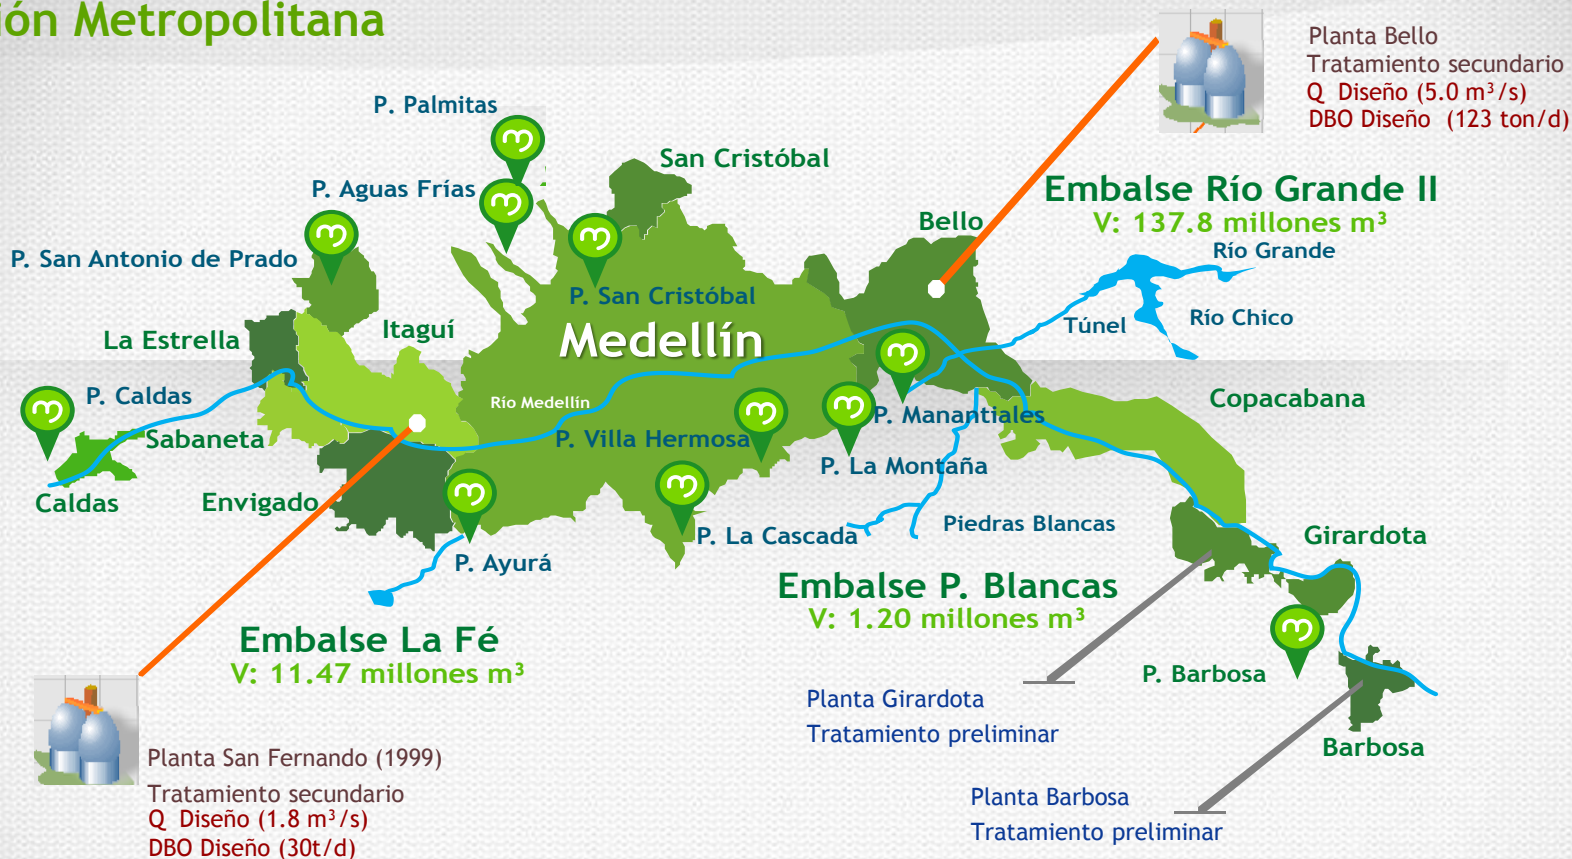 ión Metropolitana
Planta Bello
Tratamiento secundario
Q Diseño (5.0 m³/s)
DBO Diseño (123 ton/d)
P. Palmitas
San Cristóbal
P. Aguas Frías
Embalse Río Grande II
V: 137.8 millones m³
Bello
Río Grande
P. San Antonio de Prado
P. San Cristóbal
Túnel
Río Chico
Itaguí
La Estrella
Medellín
P. Caldas
Río Medellín
Copacabana
P. Manantiales
Sabaneta
P. Villa Hermosa
P. La Montaña
Caldas
Envigado
Piedras Blancas
P. La Cascada
Girardota
P. Ayurá
Embalse P. Blancas
V: 1.20 millones m³
Embalse La Fé
V: 11.47 millones m³
P. Barbosa
Planta Girardota
Tratamiento preliminar
Barbosa
Planta San Fernando (1999)
Tratamiento secundario
Q Diseño (1.8 m³/s)
DBO Diseño (30t/d)
Planta Barbosa
Tratamiento preliminar